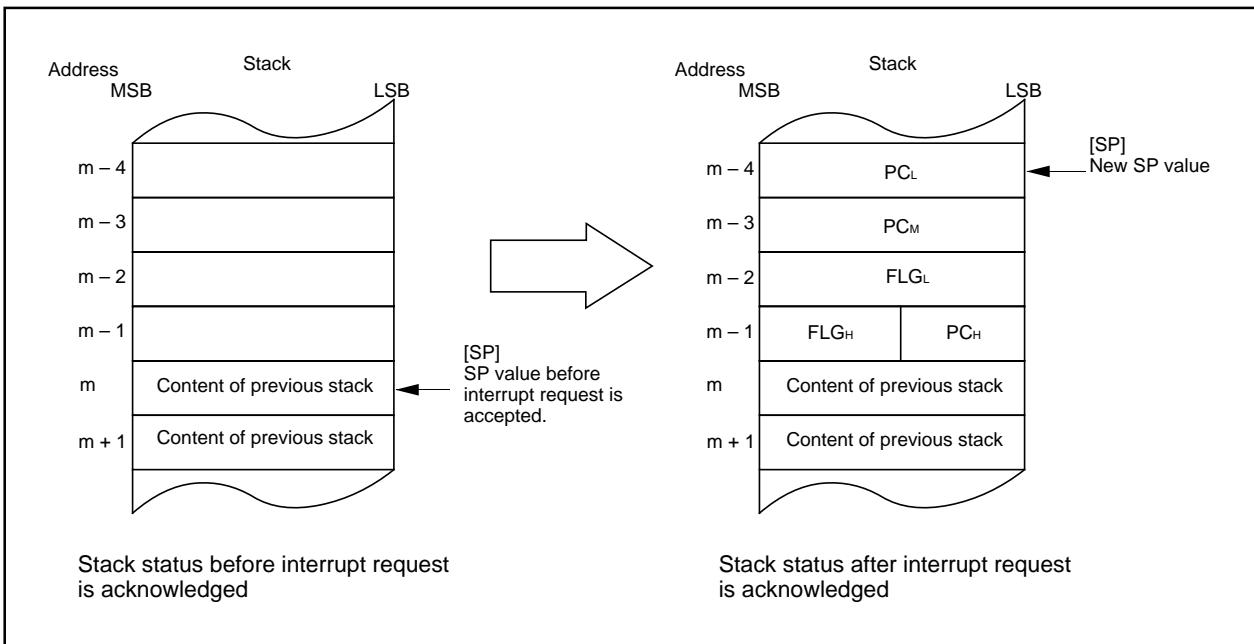 Address
MSB
Stack
LSB
m – 4
m – 3
m – 2
m – 1
m
Content of previous stack
m + 1
Content of previous stack
[SP]
SP value before
interrupt request is
accepted.
Stack status before interrupt request
is acknowledged
Address
MSB
Stack
LSB
m – 4
PCL
m – 3
PCM
m – 2
FLGL
m – 1
FLGH
PCH
m
Content of previous stack
m + 1
Content of previous stack
[SP]
New SP value
Stack status after interrupt request
is acknowledged